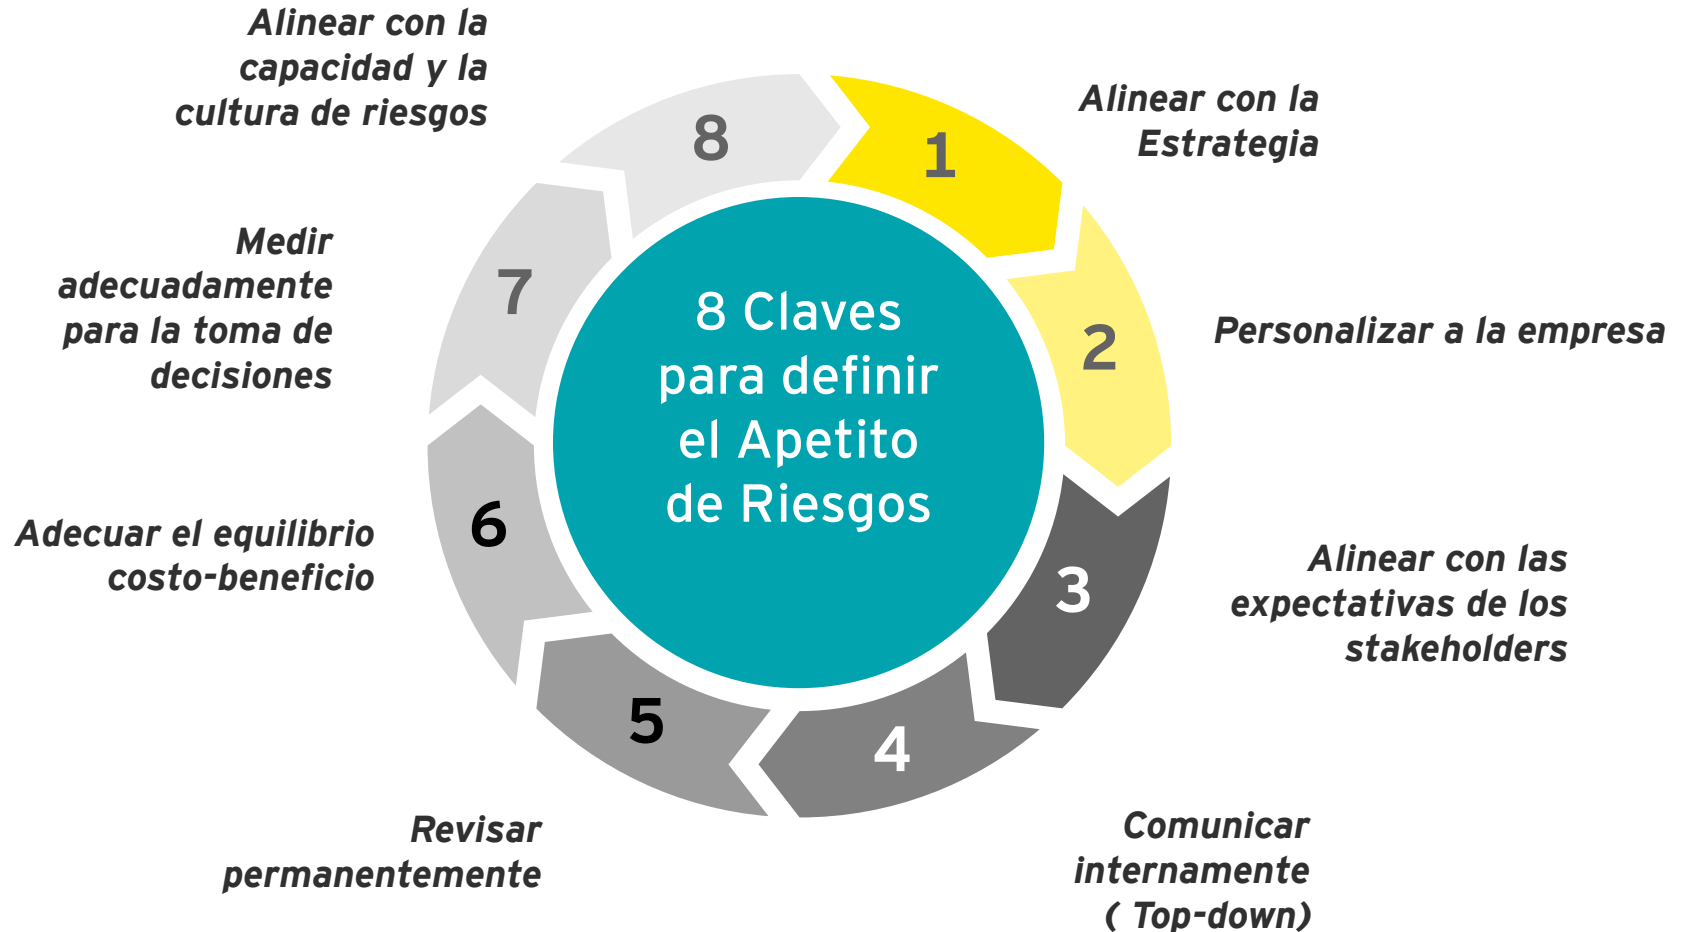 8 Claves
para definir
el Apetito
de Riesgos
1
Alinear con la
Estrategia
2
Personalizar a la empresa
3
Alinear con las
expectativas de los
stakeholders
4
Comunicar
internamente
( Top-down)
5
Revisar
permanentemente
6
Adecuar el equilibrio
costo-beneficio
7
Medir
adecuadamente
para la toma de
decisiones
8
Alinear con la
capacidad y la
cultura de riesgos